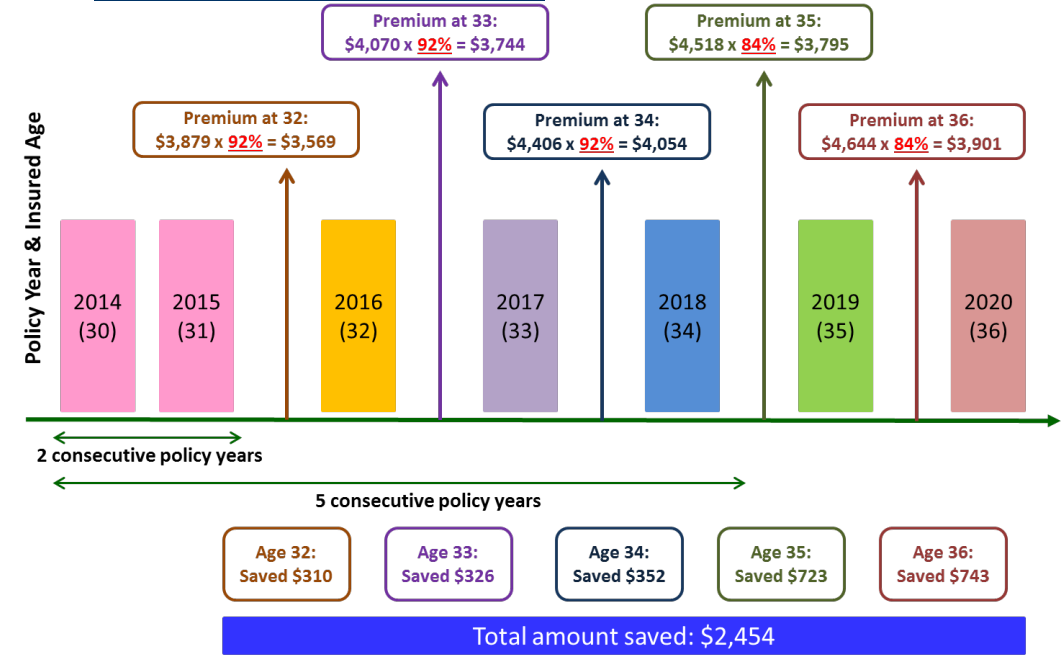 Premium at 33:
$4,070 x 92% = $3,744
Premium at 35:
$4,518 x 84% = $3,795
Premium at 32:
$3,879 x 92% = $3,569
Premium at 34:
$4,406 x 92% = $4,054
Premium at 36:
$4,644 x 84% = $3,901
Policy Year & Insured Age
2014
(30)
2015
(31)
2016
(32)
2017
(33)
2018
(34)
2019
(35)
2020
(36)
2 consecutive policy years
5 consecutive policy years
Age 32:
Saved $310
Age 33:
Saved $326
Age 34:
Saved $352
Age 35:
Saved $723
Age 36:
Saved $743
Total amount saved: $2,454